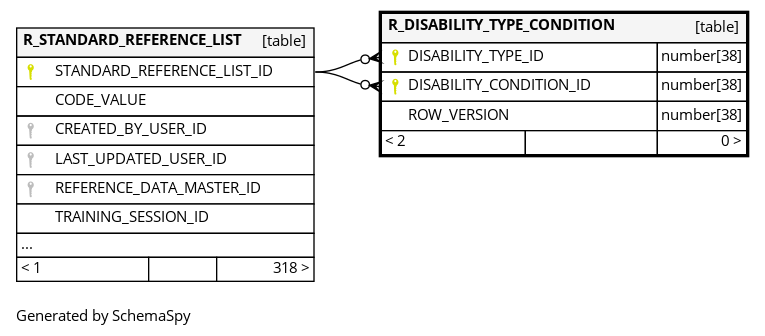 R_STANDARD_REFERENCE_LIST [table]
STANDARD_REFERENCE_LIST_ID
CODE_VALUE
CREATED_BY_USER_ID
LAST_UPDATED_USER_ID
REFERENCE_DATA_MASTER_ID
TRAINING_SESSION_ID
...
< 1 318 >
R_DISABILITY_TYPE_CONDITION [table]
DISABILITY_TYPE_ID number[38]
DISABILITY_CONDITION_ID number[38]
ROW_VERSION number[38]
< 2 0 >
Generated by SchemaSpy